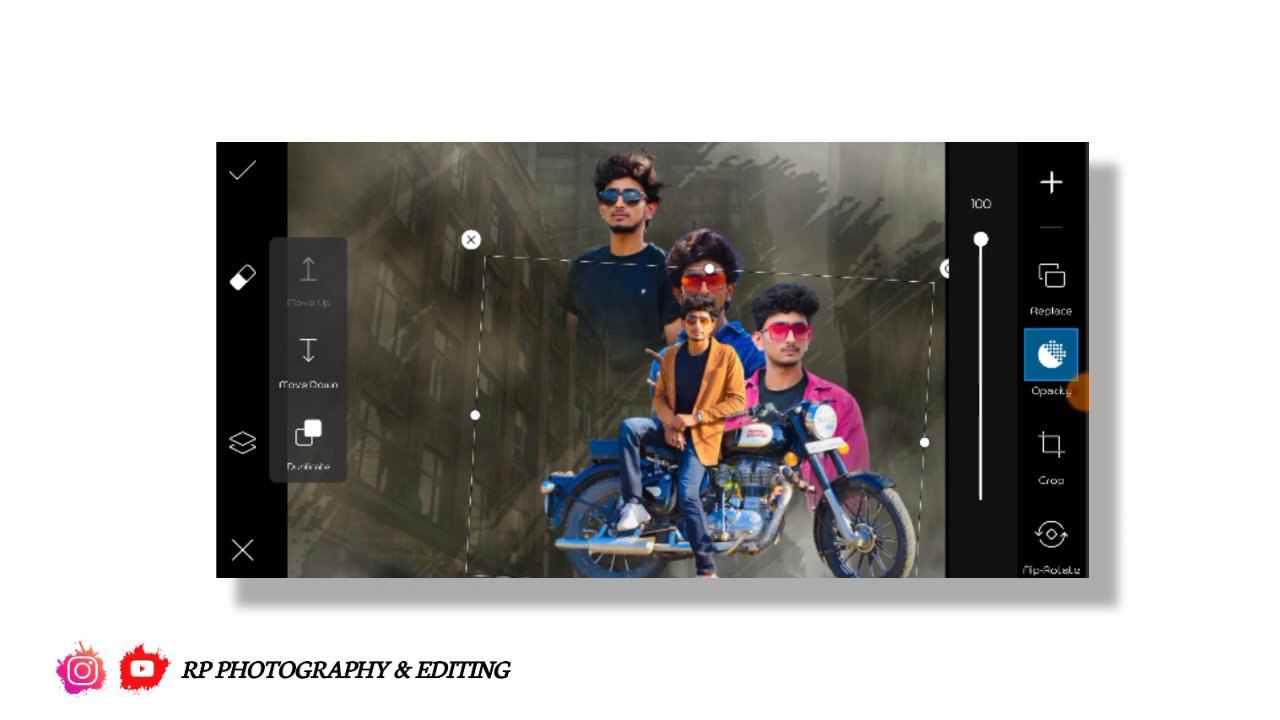 100
Move Up
Replace
Move Down
Opacity
Duplicate
Crop
Flip-Rotate
RP PHOTOGRAPHY & EDITING